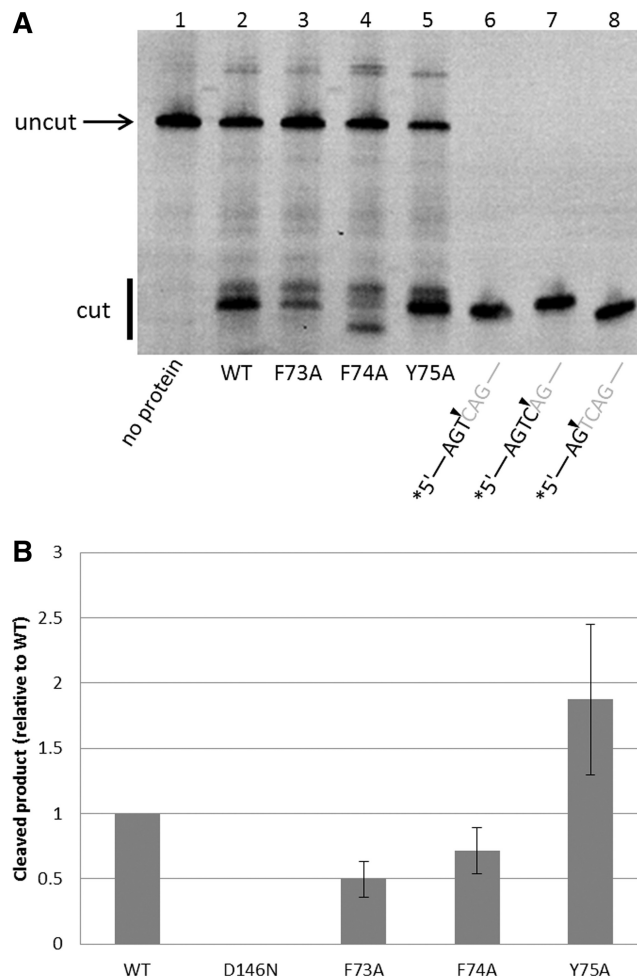 A
1 2 3 4 5 6 7 8
uncut
cut
no protein
WT F73A F74A Y75A
*5'—AGTCAG—
*5'—AGTCAG—
*5'—AGTCAG—
B
Cleaved product (relative to WT)
3
2.5
2
1.5
1
0.5
0
WT D146N F73A F74A Y75A